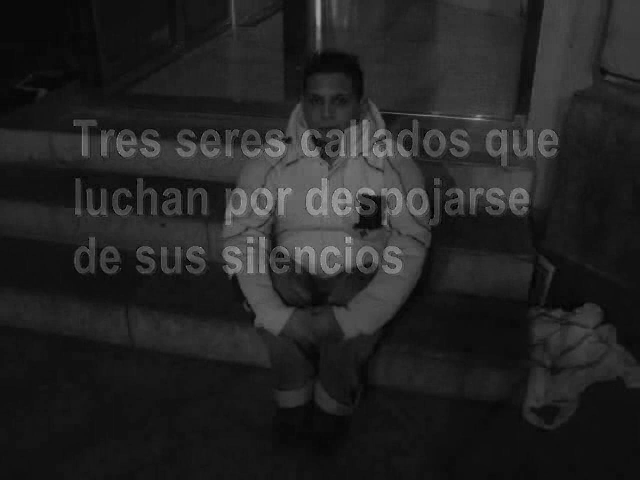 Tres seres callados que
luchan por despojarse
de sus silencios